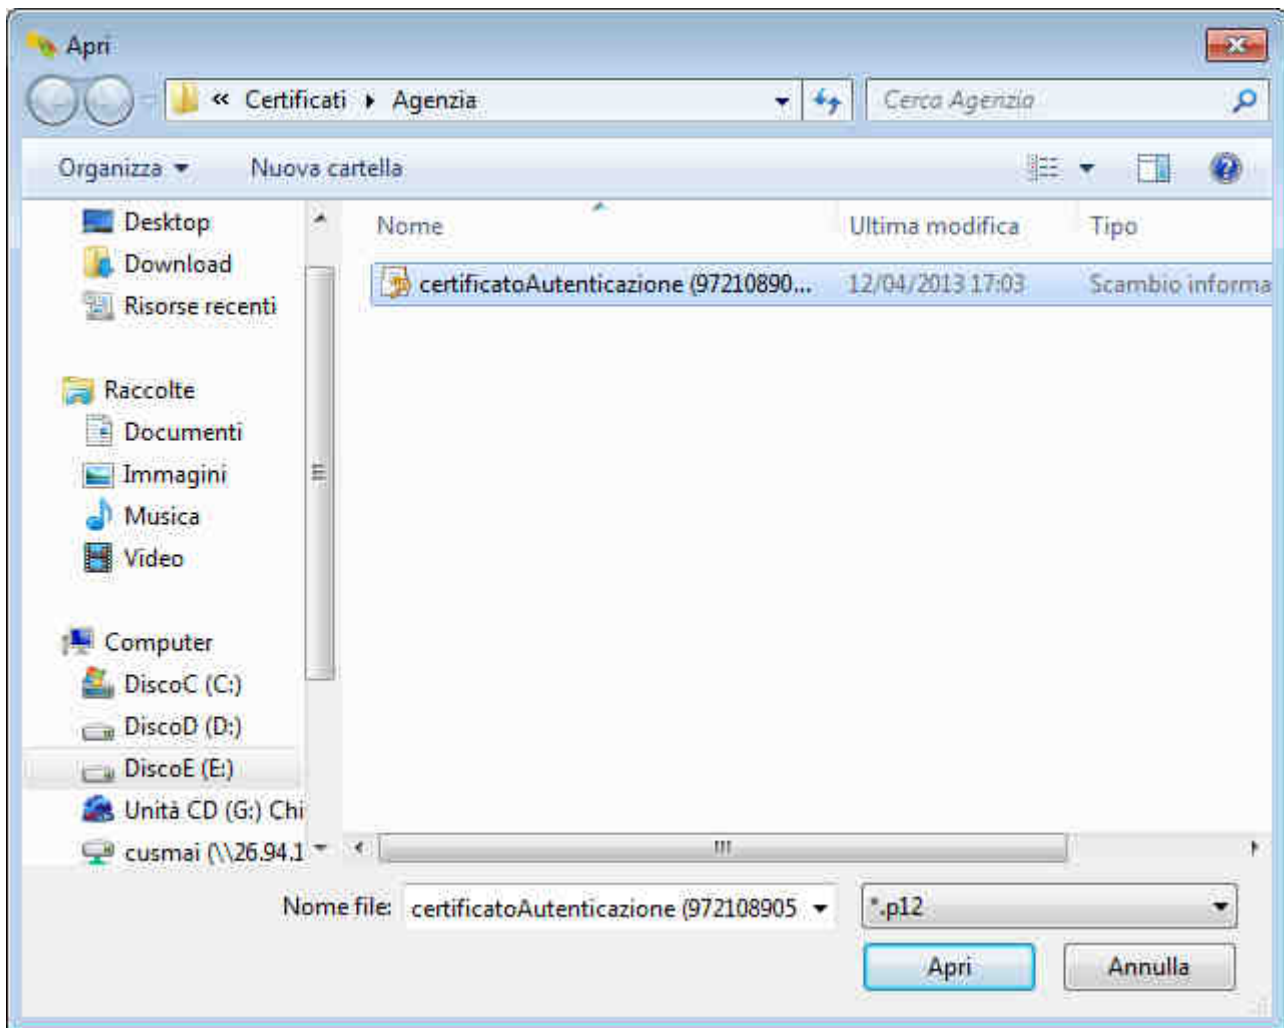 Apri
« Certificati ▸ Agenzia
Cerca Agenzia
Organizza
Nuova cartella
Nome
Ultima modifica
Tipo
certificatoAutenticazione (97210890...
12/04/2013 17:03
Scambio informa
Desktop
Download
Risorse recenti
Raccolte
Documenti
Immagini
Musica
Video
Computer
DiscoC (C:)
DiscoD (D:)
DiscoE (E:)
Unità CD (G:) Chi
cusmai (\\26.94.1
Nome file:
certificatoAutenticazione (972108905
*.p12
Apri
Annulla